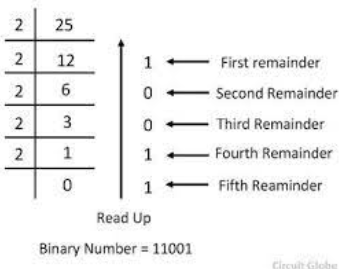 2 25
2 12 1 First remainder
2 6 0 Second Remainder
2 3 0 Third Remainder
2 1 1 Fourth Remainder
0 1 Fifth Reaminder
Read Up
Binary Number = 11001
Circuit Globe